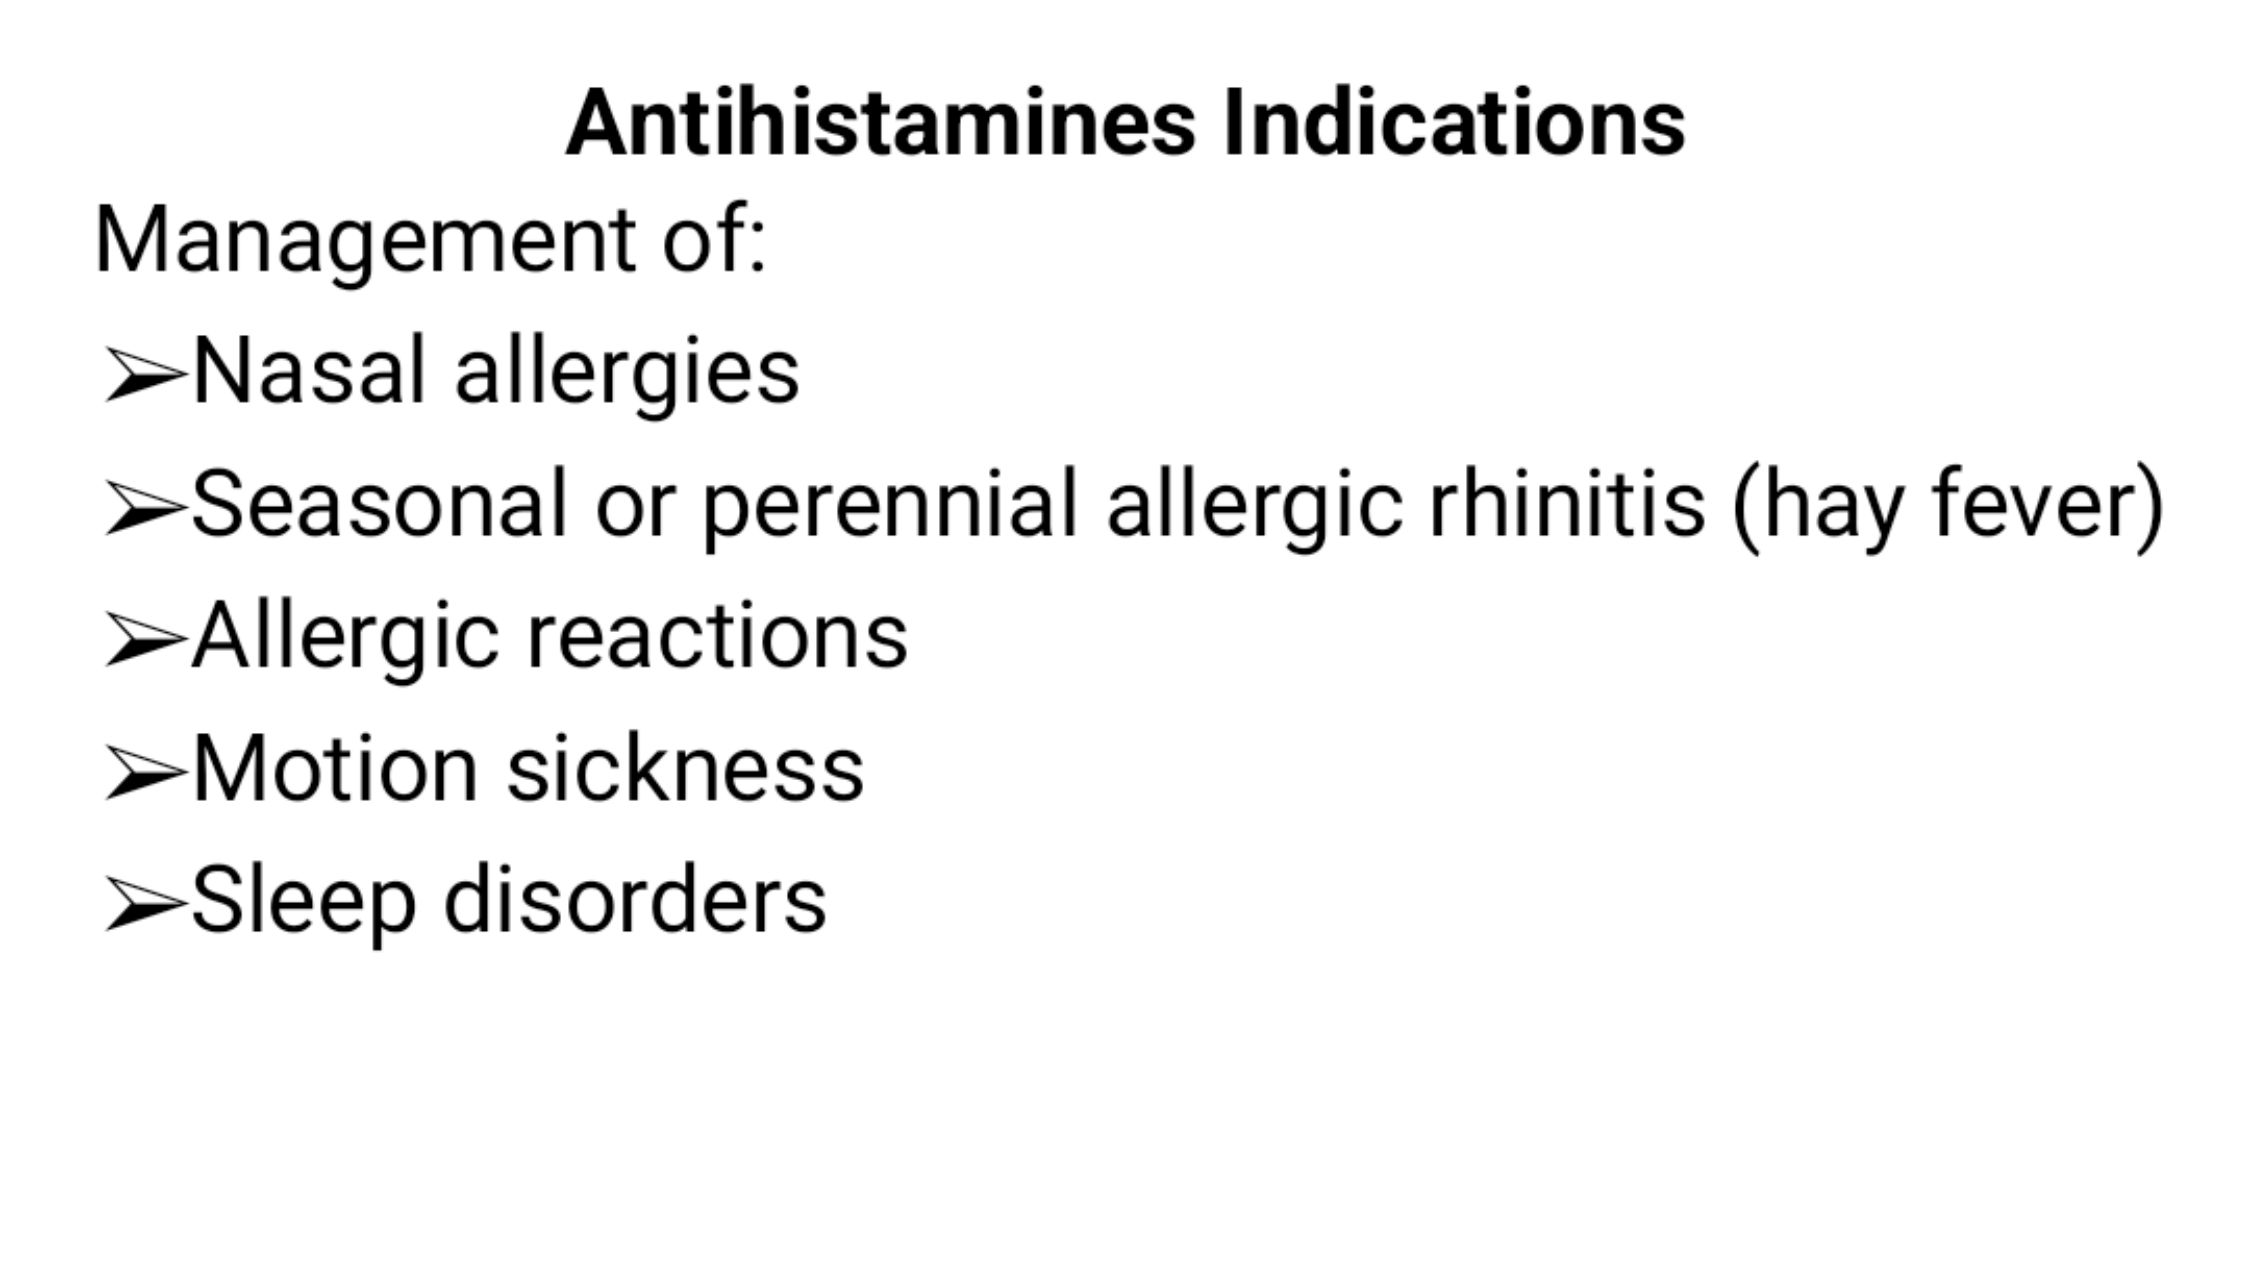 Antihistamines Indications
Management of:
➢Nasal allergies
➢Seasonal or perennial allergic rhinitis (hay fever)
➢Allergic reactions
➢Motion sickness
➢Sleep disorders